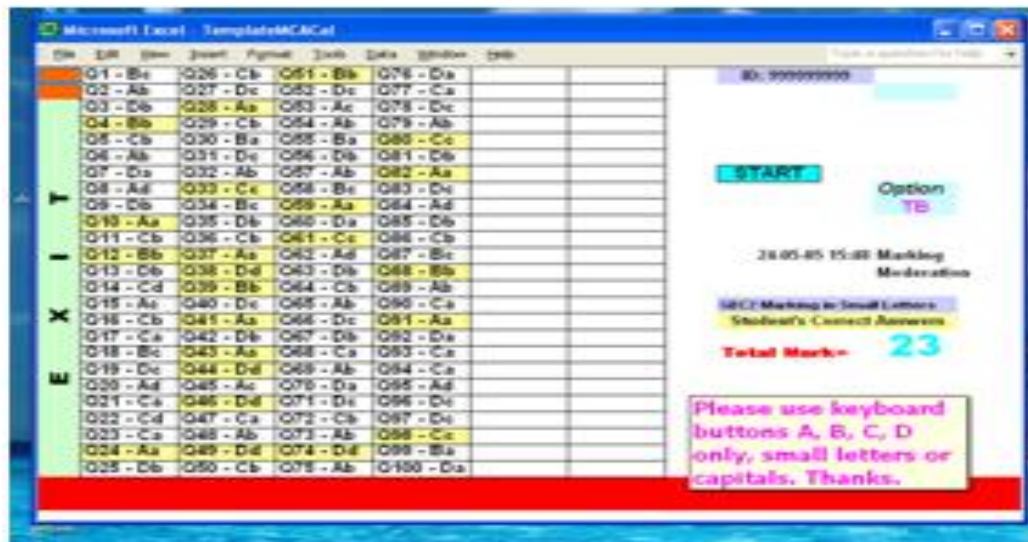 Microsoft Excel - TemplateMCACal
File Edit View Insert Format Tools Data Window Help
Q1 - Bc Q26 - Cb Q51 - Bb Q76 - Da
Q2 - Ab Q27 - Dc Q52 - Dc Q77 - Ca
Q3 - Db Q28 - Aa Q53 - Ac Q78 - Dc
Q4 - Bb Q29 - Cb Q54 - Ab Q79 - Ab
Q5 - Cb Q30 - Ba Q55 - Ba Q80 - Cc
Q6 - Ab Q31 - Dc Q56 - Db Q81 - Db
Q7 - Da Q32 - Ab Q57 - Ab Q82 - Aa
Q8 - Ad Q33 - Cc Q58 - Bc Q83 - Dc
Q9 - Db Q34 - Bc Q59 - Aa Q84 - Ad
Q10 - Aa Q35 - Db Q60 - Da Q85 - Db
Q11 - Cb Q36 - Cb Q61 - Cc Q86 - Cb
Q12 - Bb Q37 - Aa Q62 - Ad Q87 - Bc
Q13 - Db Q38 - Dd Q63 - Db Q88 - Bb
Q14 - Cd Q39 - Bb Q64 - Cb Q89 - Ab
Q15 - Ac Q40 - Dc Q65 - Ab Q90 - Ca
Q16 - Cb Q41 - Aa Q66 - Dc Q91 - Aa
Q17 - Ca Q42 - Db Q67 - Db Q92 - Da
Q18 - Bc Q43 - Aa Q68 - Ca Q93 - Ca
Q19 - Dc Q44 - Dd Q69 - Ab Q94 - Ca
Q20 - Ad Q45 - Ac Q70 - Da Q95 - Ad
Q21 - Ca Q46 - Dd Q71 - Dc Q96 - Dc
Q22 - Cd Q47 - Ca Q72 - Cb Q97 - Dc
Q23 - Ca Q48 - Ab Q73 - Ab Q98 - Cc
Q24 - Aa Q49 - Dd Q74 - Dd Q99 - Ba
Q25 - Db Q50 - Cb Q75 - Ab Q100 - Da
EXIT
ID: 999999999
START
Option
TB
15:48 Marking
Moderation
Marking in Small Letters
Student's Correct Answers
Total Mark= 23
Please use keyboard
buttons A, B, C, D
only, small letters or
capitals. Thanks.